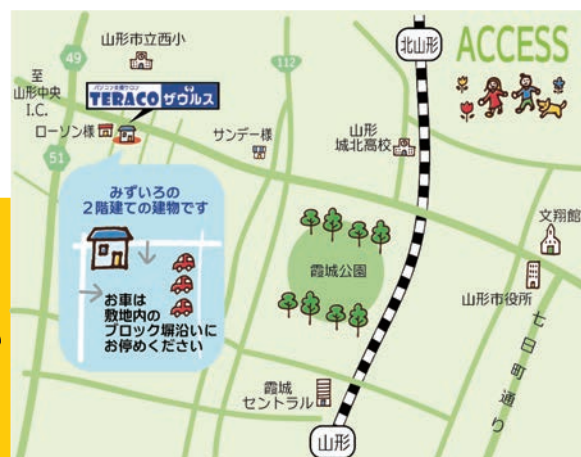 ACCESS
北山形
山形市立西小
49
112
至
山形中央
I.C.
パソコン支援サロン
TERACO ザウルス
ローソン様
サンデー様
山形
城北高校
51
みずいろの
2階建ての建物です
お車は
敷地内の
ブロック塀沿いに
お停めください
霞城公園
文翔館
山形市役所
七日町通り
霞城
セントラル
山形